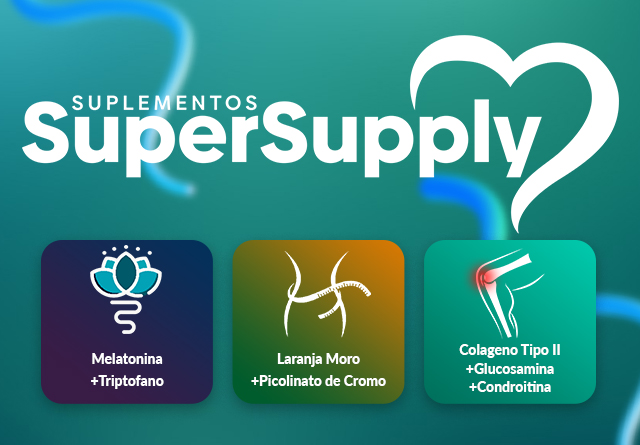 SUPLEMENTOS
SuperSupply
Melatonina
+Triptofano
Laranja Moro
+Picolinato de Cromo
Colageno Tipo II
+Glucosamina
+Condroitina